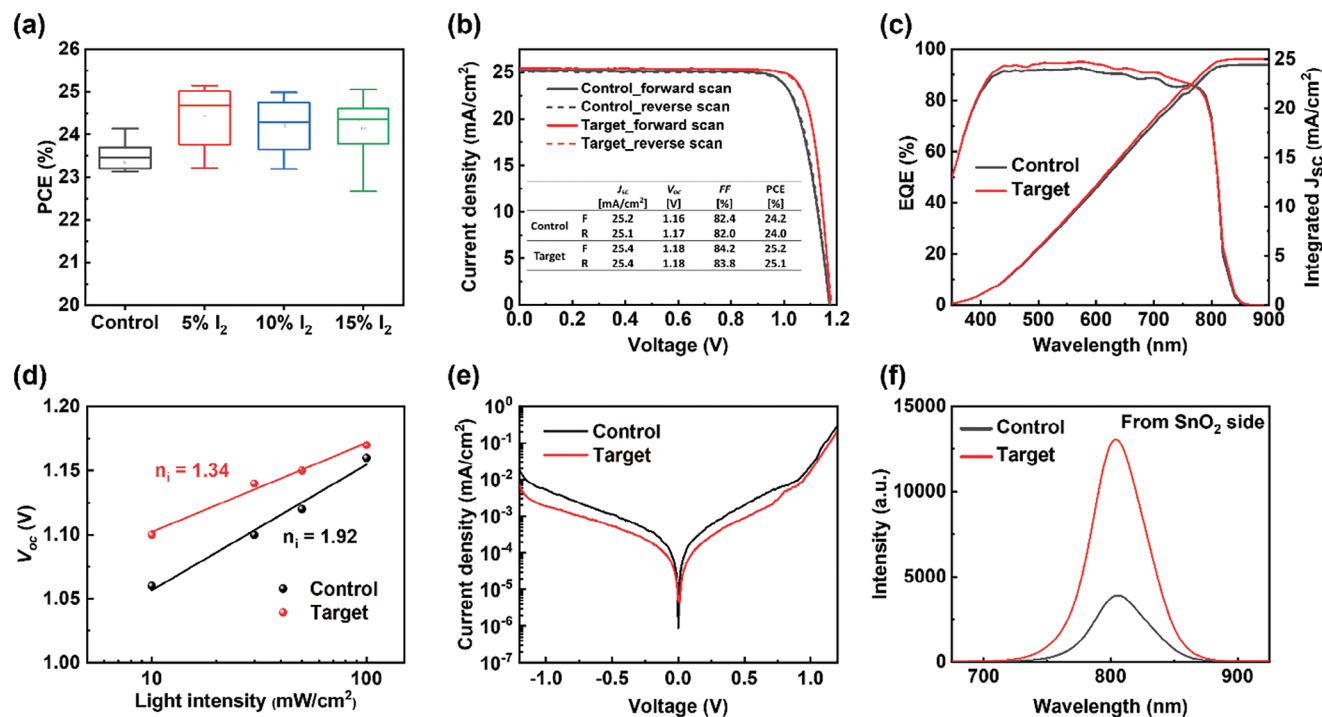 (a)
PCE (%)
26
25
24
23
22
21
20
Control 5% I₂ 10% I₂ 15% I₂
(b)
Current density (mA/cm²)
25
20
15
10
5
0
Control_forward scan
Control_reverse scan
Target_forward scan
Target_reverse scan
Jsc Voc FF PCE
[mA/cm²] [V] [%] [%]
Control F 25.2 1.16 82.4 24.2
R 25.1 1.17 82.0 24.0
Target F 25.4 1.18 84.2 25.2
R 25.4 1.18 83.8 25.1
0.0 0.2 0.4 0.6 0.8 1.0 1.2
Voltage (V)
(c)
EQE (%)
100
80
60
40
20
0
Control
Target
25
20
15
10
5
0
Integrated JSC (mA/cm²)
400 500 600 700 800 900
Wavelength (nm)
(d)
Voc (V)
1.20
1.15
1.10
1.05
1.00
nᵢ = 1.34
nᵢ = 1.92
Control
Target
10 100
Light intensity (mW/cm²)
(e)
Current density (mA/cm²)
10⁰
10⁻¹
10⁻²
10⁻³
10⁻⁴
10⁻⁵
10⁻⁶
10⁻⁷
Control
Target
-1.0 -0.5 0.0 0.5 1.0
Voltage (V)
(f)
Intensity (a.u.)
15000
10000
5000
0
From SnO₂ side
Control
Target
700 800 900
Wavelength (nm)